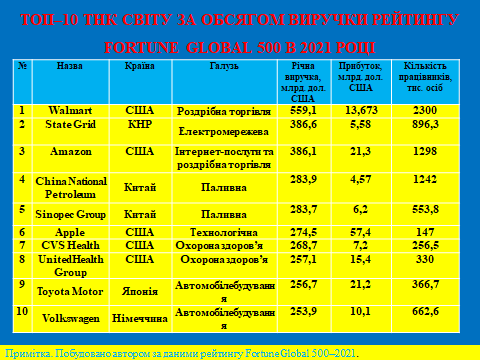 ТОП 10 ТНК СВІТУ ЗА ОБСЯГОМ ВИРУЧКИ РЕЙТИНГУ
FORTUNE GLOBAL 500 В 2021 РОЦІ
№ Назва Країна Галузь Річна виручка, млрд. дол. США Прибуток, млрд. дол. США Кількість працівників, тис. осіб
1 Walmart США Роздрібна торгівля 559,1 13,673 2300
2 State Grid КНР Електромережева 386,6 5,58 896,3
3 Amazon США Інтернет-послуги та роздрібна торгівля 386,1 21,3 1298
4 China National Petroleum Китай Паливна 283,9 4,57 1242
5 Sinopec Group Китай Паливна 283,7 6,2 553,8
6 Apple США Технологічна 274,5 57,4 147
7 CVS Health США Охорона здоров'я 268,7 7,2 256,5
8 UnitedHealth Group США Охорона здоров'я 257,1 15,4 330
9 Toyota Motor Японія Автомобілебудування 256,7 21,2 366,7
10 Volkswagen Німеччина Автомобілебудування 253,9 10,1 662,6
Примітка. Побудовано автором за даними рейтингу Fortune Global 500–2021.